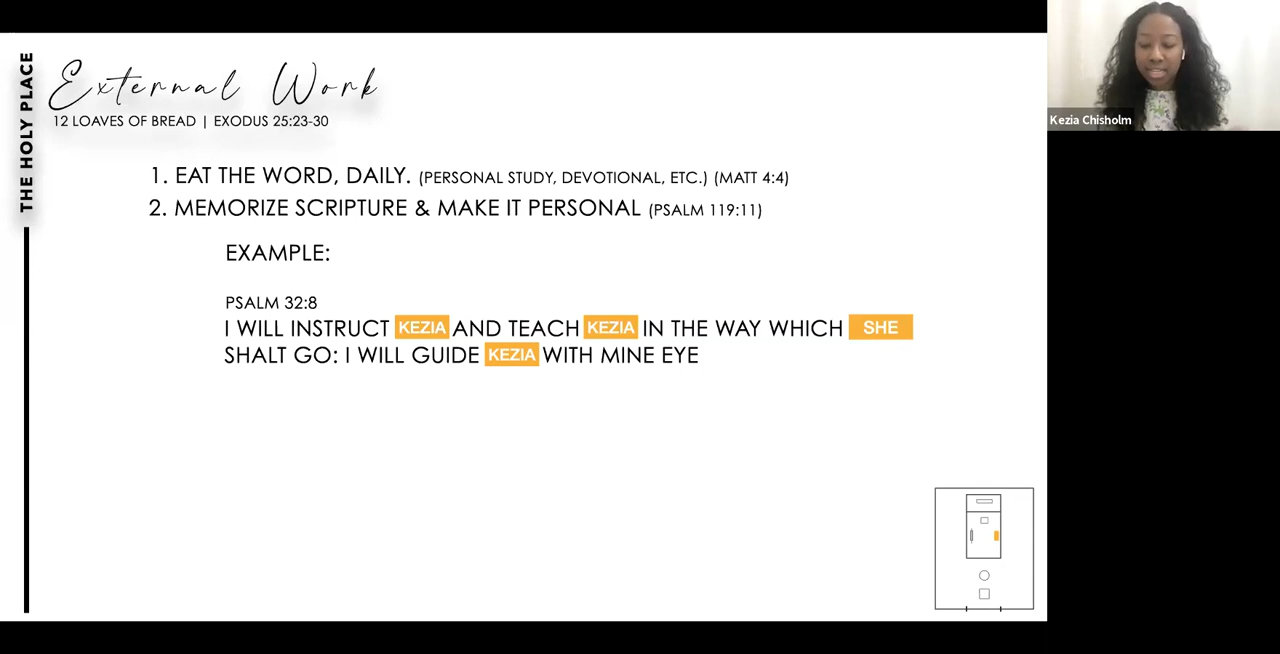 THE HOLY PLACE
External Work
12 LOAVES OF BREAD | EXODUS 25:23-30
1. EAT THE WORD, DAILY. (PERSONAL STUDY, DEVOTIONAL, ETC.) (MATT 4:4)
2. MEMORIZE SCRIPTURE & MAKE IT PERSONAL (PSALM 119:11)
EXAMPLE:
PSALM 32:8
I WILL INSTRUCT KEZIA AND TEACH KEZIA IN THE WAY WHICH SHE
SHALT GO: I WILL GUIDE KEZIA WITH MINE EYE
Kezia Chisholm